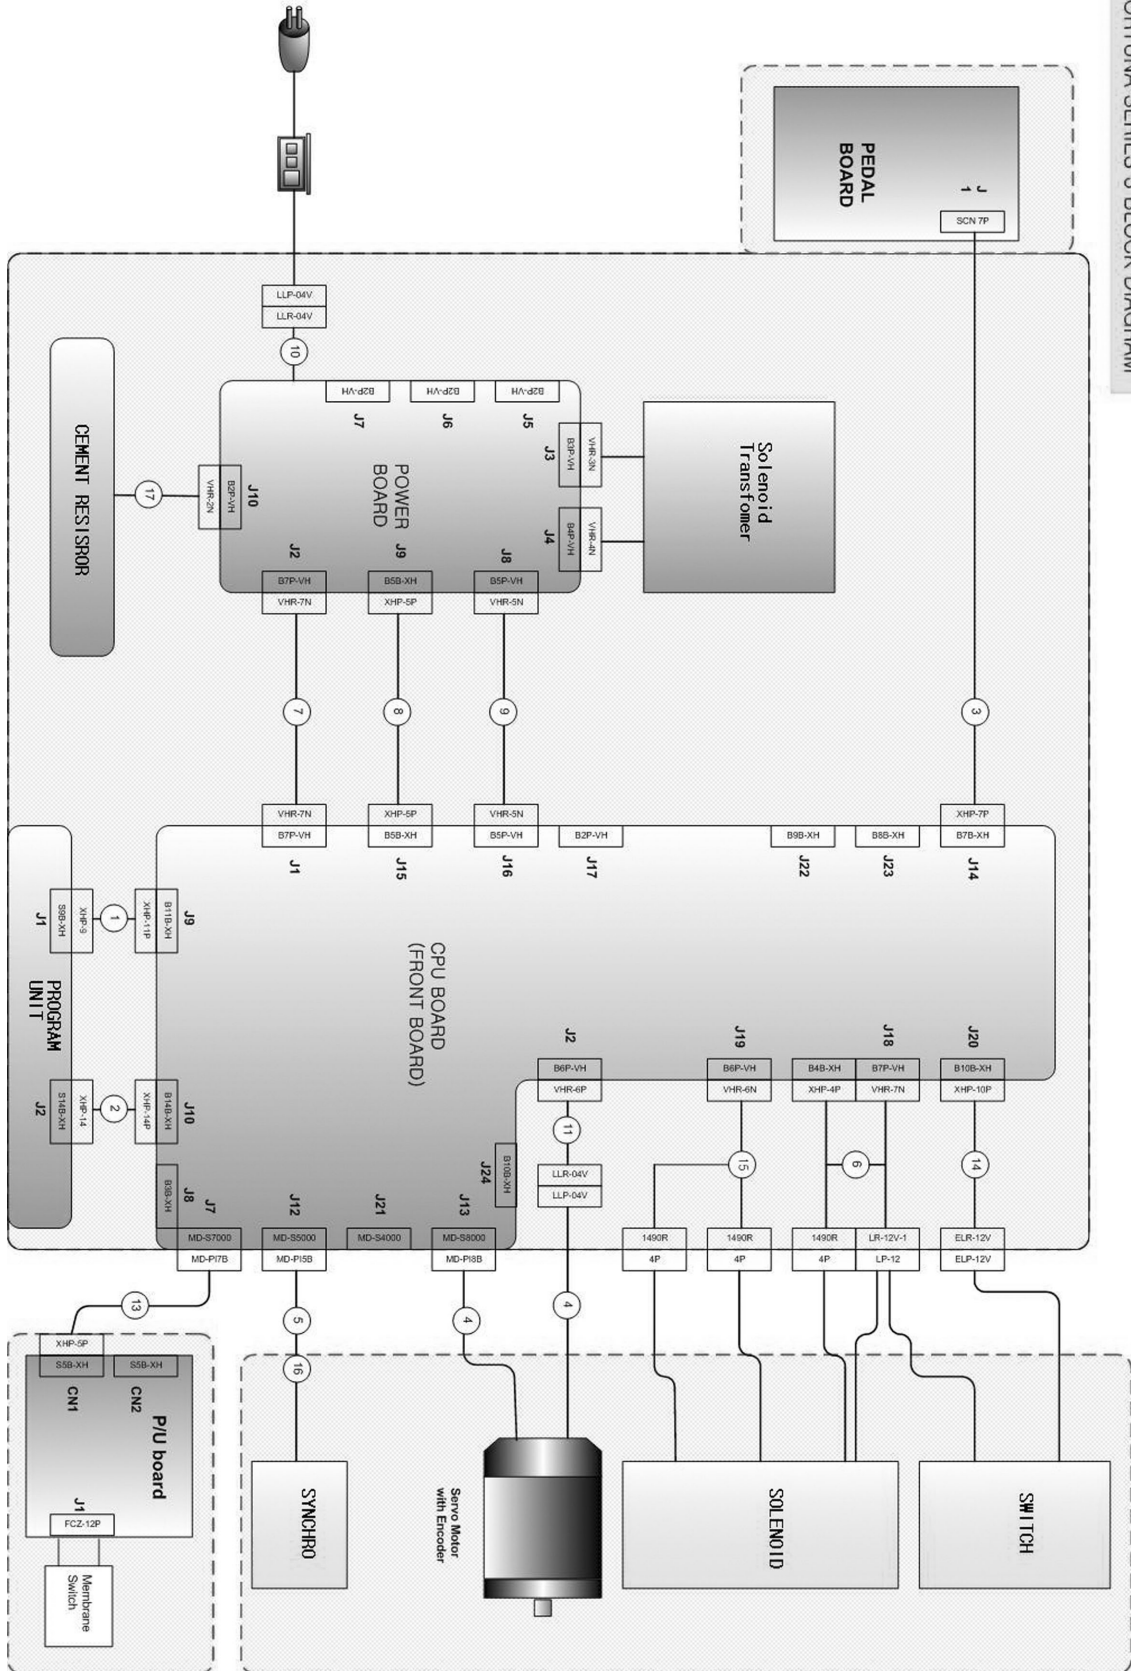 ORTUNA SERIES 3 BLOCK DIAGRAM
PEDAL
BOARD
J
1
SCN 7P
LLP-04V
LLR-04V
10
CEMENT RESISROR
17
VHR-2N
B2P-VH
J10
B2P-VH
J7
B2P-VH
J6
B2P-VH
J5
J3
B3P-VH
VHR-3N
J4
B4P-VH
VHR-4N
Solenoid
Transfomer
POWER
BOARD
J2
B7P-VH
VHR-7N
J9
B5B-XH
XHP-5P
J8
B5P-VH
VHR-5N
7
8
9
3
VHR-7N
B7P-VH
J1
XHP-5P
B5B-XH
J15
VHR-5N
B5P-VH
J16
B2P-VH
J17
B9B-XH
J22
B8B-XH
J23
XHP-7P
B7B-XH
J14
CPU BOARD
(FRONT BOARD)
PROGRAM
UNIT
J1
S9B-XH
XHP-9
1
XHP-11P
B11B-XH
J9
J2
S14B-XH
XHP-14
2
XHP-14P
B14B-XH
J10
B3B-XH
J8
J7
MD-S7000
MD-PI7B
J12
MD-S5000
MD-PI5B
J21
MD-S4000
J13
MD-S8000
MD-PI8B
J24
B10B-XH
J2
B6P-VH
VHR-6P
11
LLR-04V
LLP-04V
J19
B6P-VH
VHR-6N
15
B4B-XH
XHP-4P
J18
B7P-VH
VHR-7N
6
J20
B10B-XH
XHP-10P
14
1490R
4P
1490R
4P
1490R
4P
LR-12V-1
LP-12
ELR-12V
ELP-12V
13
5
16
4
4
XHP-5P
S5B-XH
CN1
S5B-XH
CN2
P/U board
J1
FCZ-12P
Membrane
Switch
SYNCHRO
Servo Motor
with Encoder
SOLENOID
SWITCH